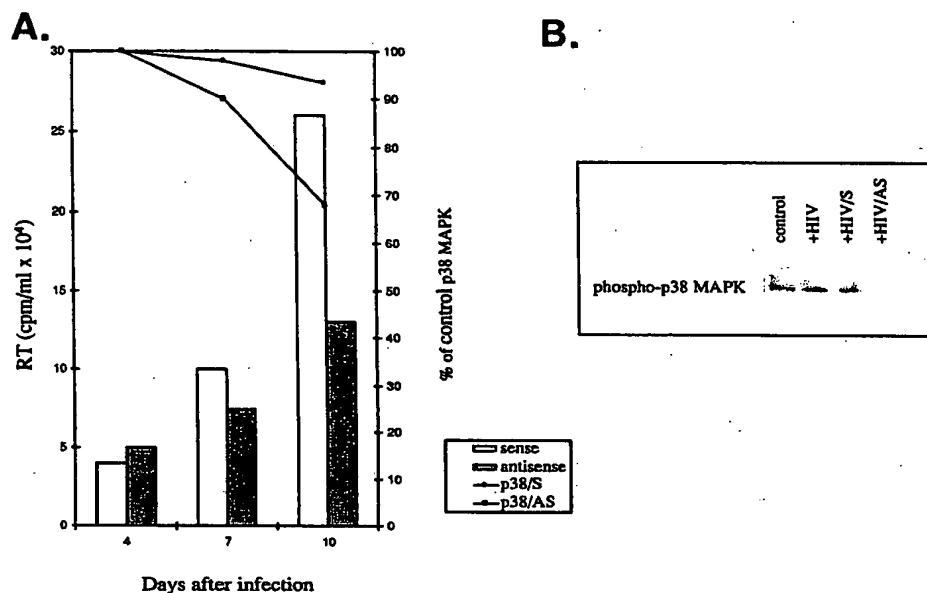 A.
B.
30
25
20
15
10
5
0
RT (cpm/ml x 10⁴)
100
90
80
70
60
50
40
30
20
10
0
% of control p38 MAPK
4 7 10
Days after infection
sense
antisense
p38/S
p38/AS
control
+HIV
+HIV/S
+HIV/AS
phospho-p38 MAPK